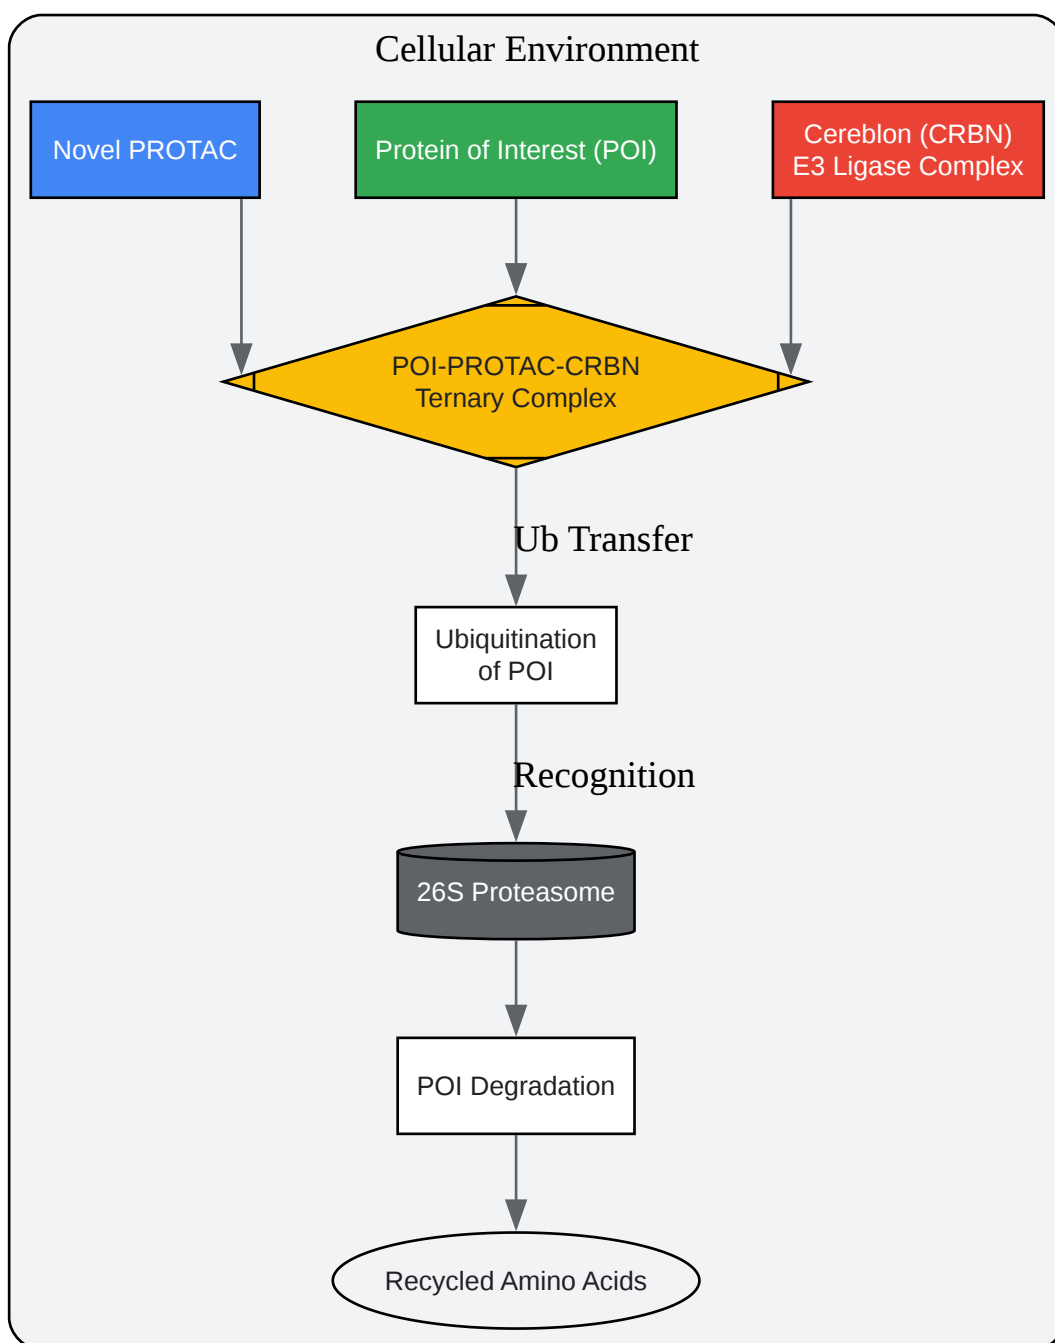 Cellular Environment
Novel PROTAC
Protein of Interest (POI)
Cereblon (CRBN)
E3 Ligase Complex
POI-PROTAC-CRBN
Ternary Complex
Ub Transfer
Ubiquitination
of POI
Recognition
26S Proteasome
POI Degradation
Recycled Amino Acids